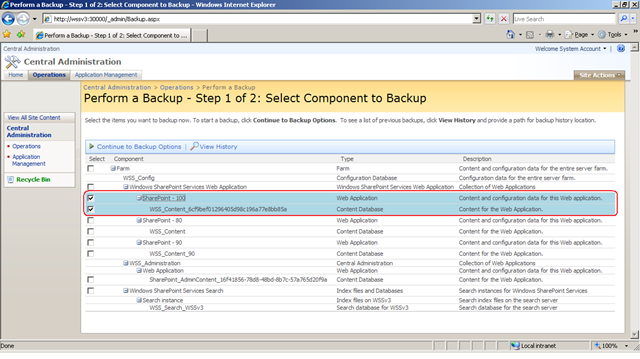 Perform a Backup - Step 1 of 2: Select Component to Backup - Windows Internet Explorer
http://wssv3:30000/_admin/Backup.aspx
Live Search
Perform a Backup - Step 1 of 2: Select Component to ...
Page
Tools
Central Administration
Welcome System Account
Central Administration
Home
Operations
Application Management
Site Actions
Central Administration > Operations > Perform a Backup
Perform a Backup - Step 1 of 2: Select Component to Backup
View All Site Content
Central Administration
Operations
Application Management
Recycle Bin
Select the items you want to backup now. To start a backup, click Continue to Backup Options. To see a list of previous backups, click View History and provide a path for backup history location.
Continue to Backup Options | View History
Select Component Type Description
Farm Farm Content and configuration data for the entire server farm.
WSS_Config Configuration Database Configuration data for the entire server farm.
Windows SharePoint Services Web Application Windows SharePoint Services Web Application Collection of Web Applications
SharePoint - 100 Web Application Content and configuration data for this Web application.
WSS_Content_6cf9bef01296405d98c196a77e8bb85a Content Database Content for the Web Application.
SharePoint - 80 Web Application Content and configuration data for this Web application.
WSS_Content Content Database Content for the Web Application.
SharePoint - 90 Web Application Content and configuration data for this Web application.
WSS_Content_90 Content Database Content for the Web Application.
WSS_Administration Central Administration Collection of Web Applications
Web Application Web Application Content and configuration data for this Web application.
SharePoint_AdminContent_16f41856-78d8-48bd-8b7c-57a765d20f9a Content Database Content for the Web Application.
Windows SharePoint Services Search Index files and Databases Search instances for Windows SharePoint Services
Search instance Index files on WSSv3 Search index files on the search server
WSS_Search_WSSv3 Search database for WSSv3 Search database for the search server
Done
Local intranet
100%